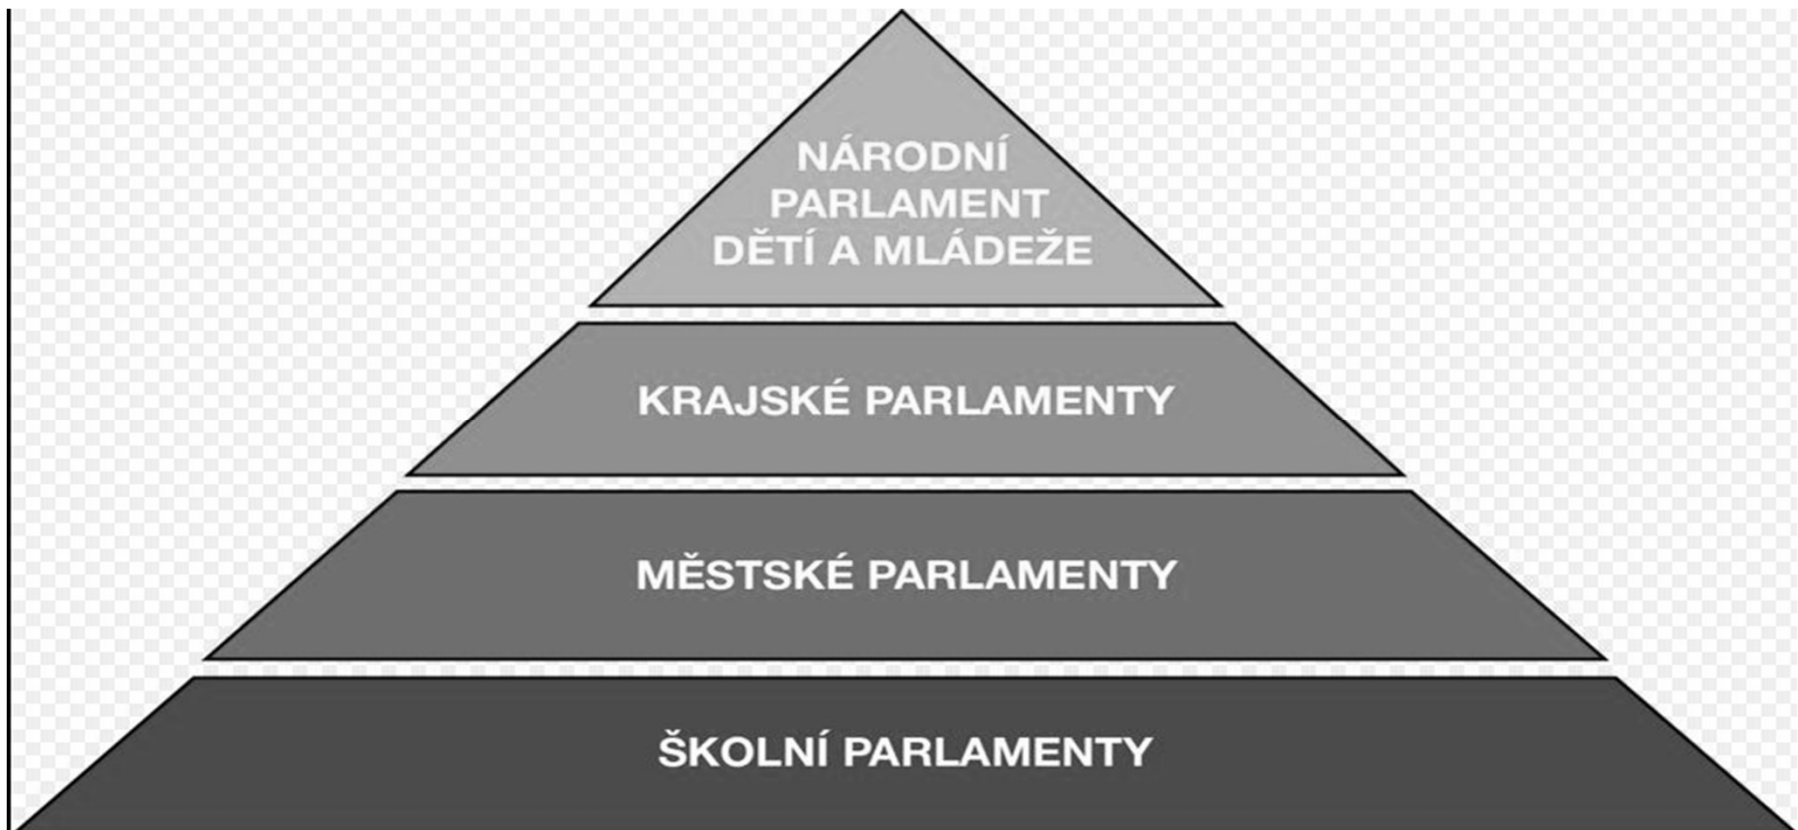 NÁRODNÍ
PARLAMENT
DĚTÍ A MLÁDEŽE
KRAJSKÉ PARLAMENTY
MĚSTSKÉ PARLAMENTY
ŠKOLNÍ PARLAMENTY